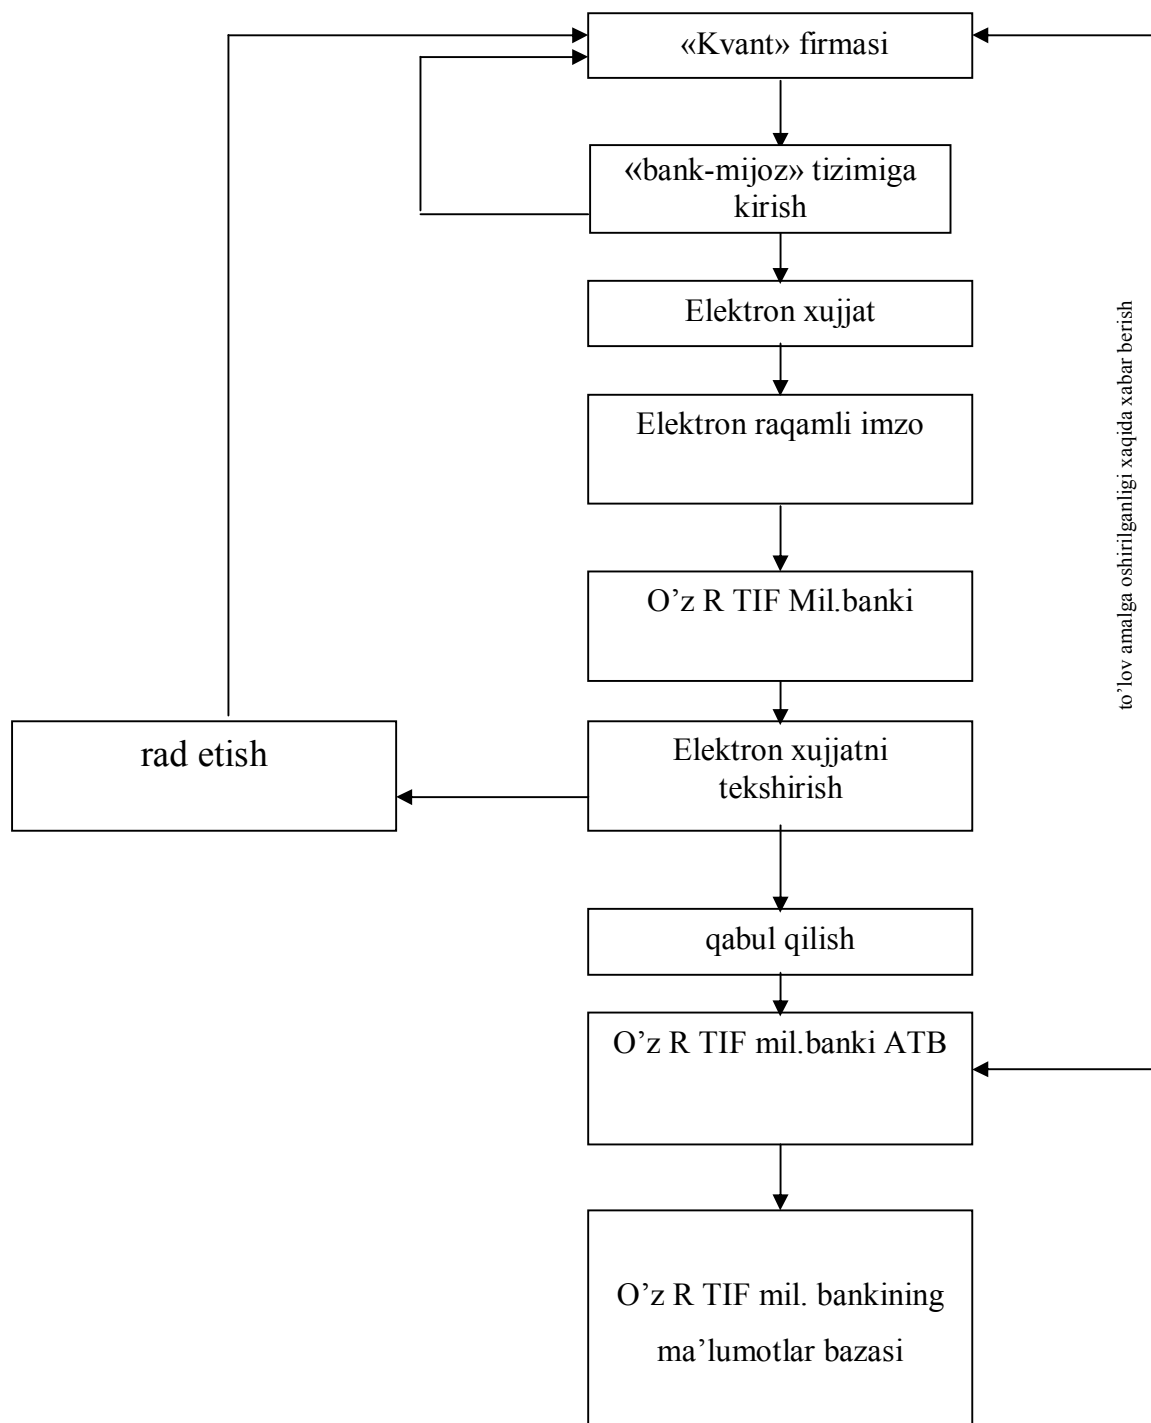 «Kvant» firmasi
«bank-mijoz» tizimiga
kirish
Elektron xujjat
Elektron raqamli imzo
to’lov amalga oshirilganligi xaqida xabar berish
O’z R TIF Mil.banki
rad etish
Elektron xujjatni
tekshirish
qabul qilish
O’z R TIF mil.banki ATB
O’z R TIF mil. bankining
ma’lumotlar bazasi